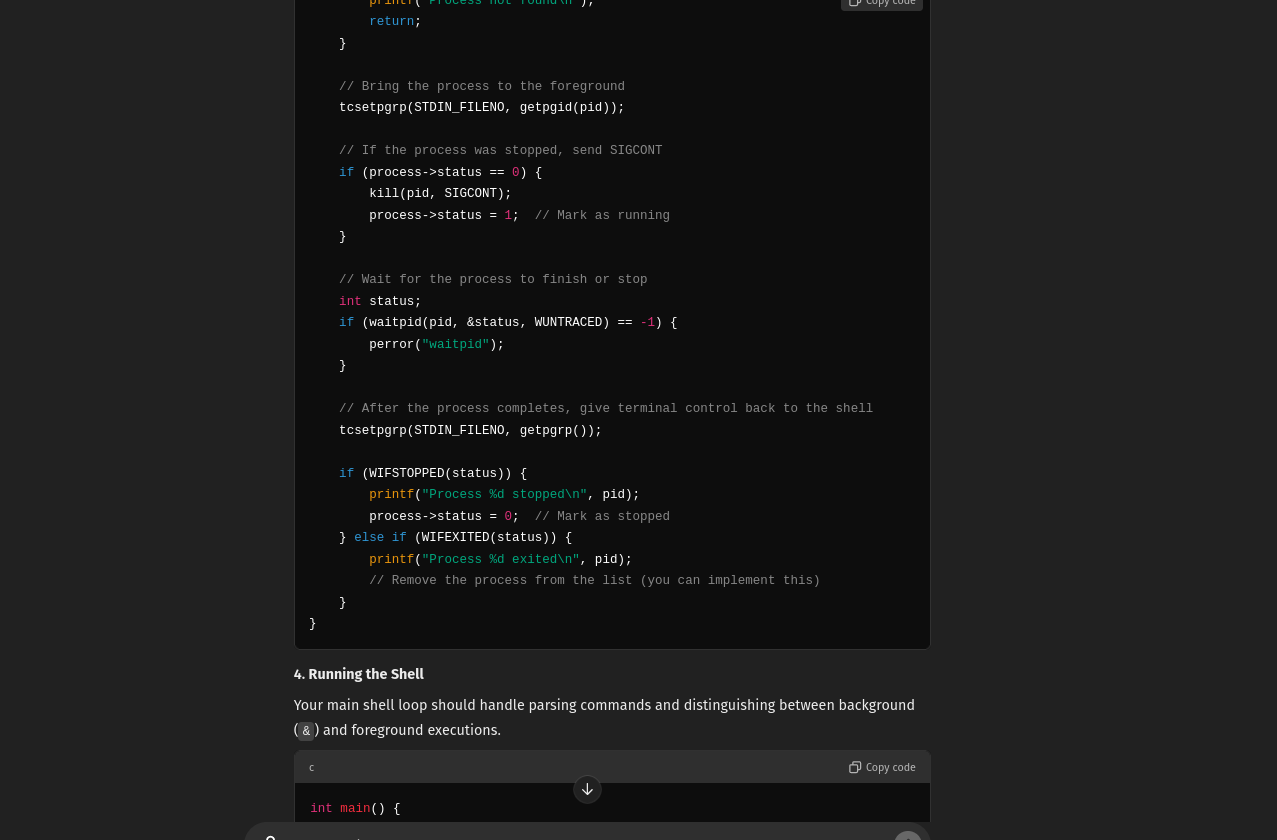 printf("Process not found\n");
Copy code
return;
}
// Bring the process to the foreground
tcsetpgrp(STDIN_FILENO, getpgid(pid));
// If the process was stopped, send SIGCONT
if (process->status == 0) {
kill(pid, SIGCONT);
process->status = 1;  // Mark as running
}
// Wait for the process to finish or stop
int status;
if (waitpid(pid, &status, WUNTRACED) == -1) {
perror("waitpid");
}
// After the process completes, give terminal control back to the shell
tcsetpgrp(STDIN_FILENO, getpgrp());
if (WIFSTOPPED(status)) {
printf("Process %d stopped\n", pid);
process->status = 0;  // Mark as stopped
} else if (WIFEXITED(status)) {
printf("Process %d exited\n", pid);
// Remove the process from the list (you can implement this)
}
}
4. Running the Shell
Your main shell loop should handle parsing commands and distinguishing between background
(&) and foreground executions.
c
Copy code
int main() {